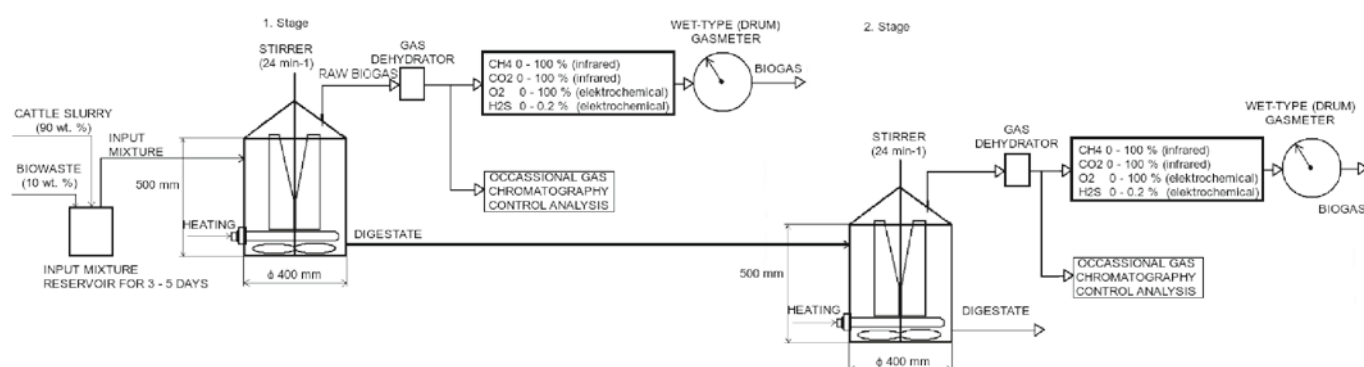 1. Stage
STIRRER
(24 min-1)
GAS
DEHYDRATOR
RAW BIOGAS
CH4 0 - 100 % (infrared)
CO2 0 - 100 % (infrared)
O2 0 - 100% (elektrochemical)
H2S 0 - 0.2 % (elektrochemical)
WET-TYPE (DRUM)
GASMETER
BIOGAS
CATTLE SLURRY
(90 wt. %)
INPUT
MIXTURE
BIOWASTE
(10 wt. %)
500 mm
HEATING
INPUT MIXTURE
RESERVOIR FOR 3 - 5 DAYS
ϕ 400 mm
DIGESTATE
OCCASSIONAL GAS
CHROMATOGRAPHY
CONTROL ANALYSIS
2. Stage
STIRRER
(24 min-1)
GAS
DEHYDRATOR
CH4 0 - 100 % (infrared)
CO2 0 - 100 % (infrared)
O2 0 - 100 % (elektrochemical)
H2S 0 - 0.2 % (elektrochemical)
WET-TYPE (DRUM)
GASMETER
BIOGAS
500 mm
HEATING
ϕ 400 mm
DIGESTATE
OCCASSIONAL GAS
CHROMATOGRAPHY
CONTROL ANALYSIS